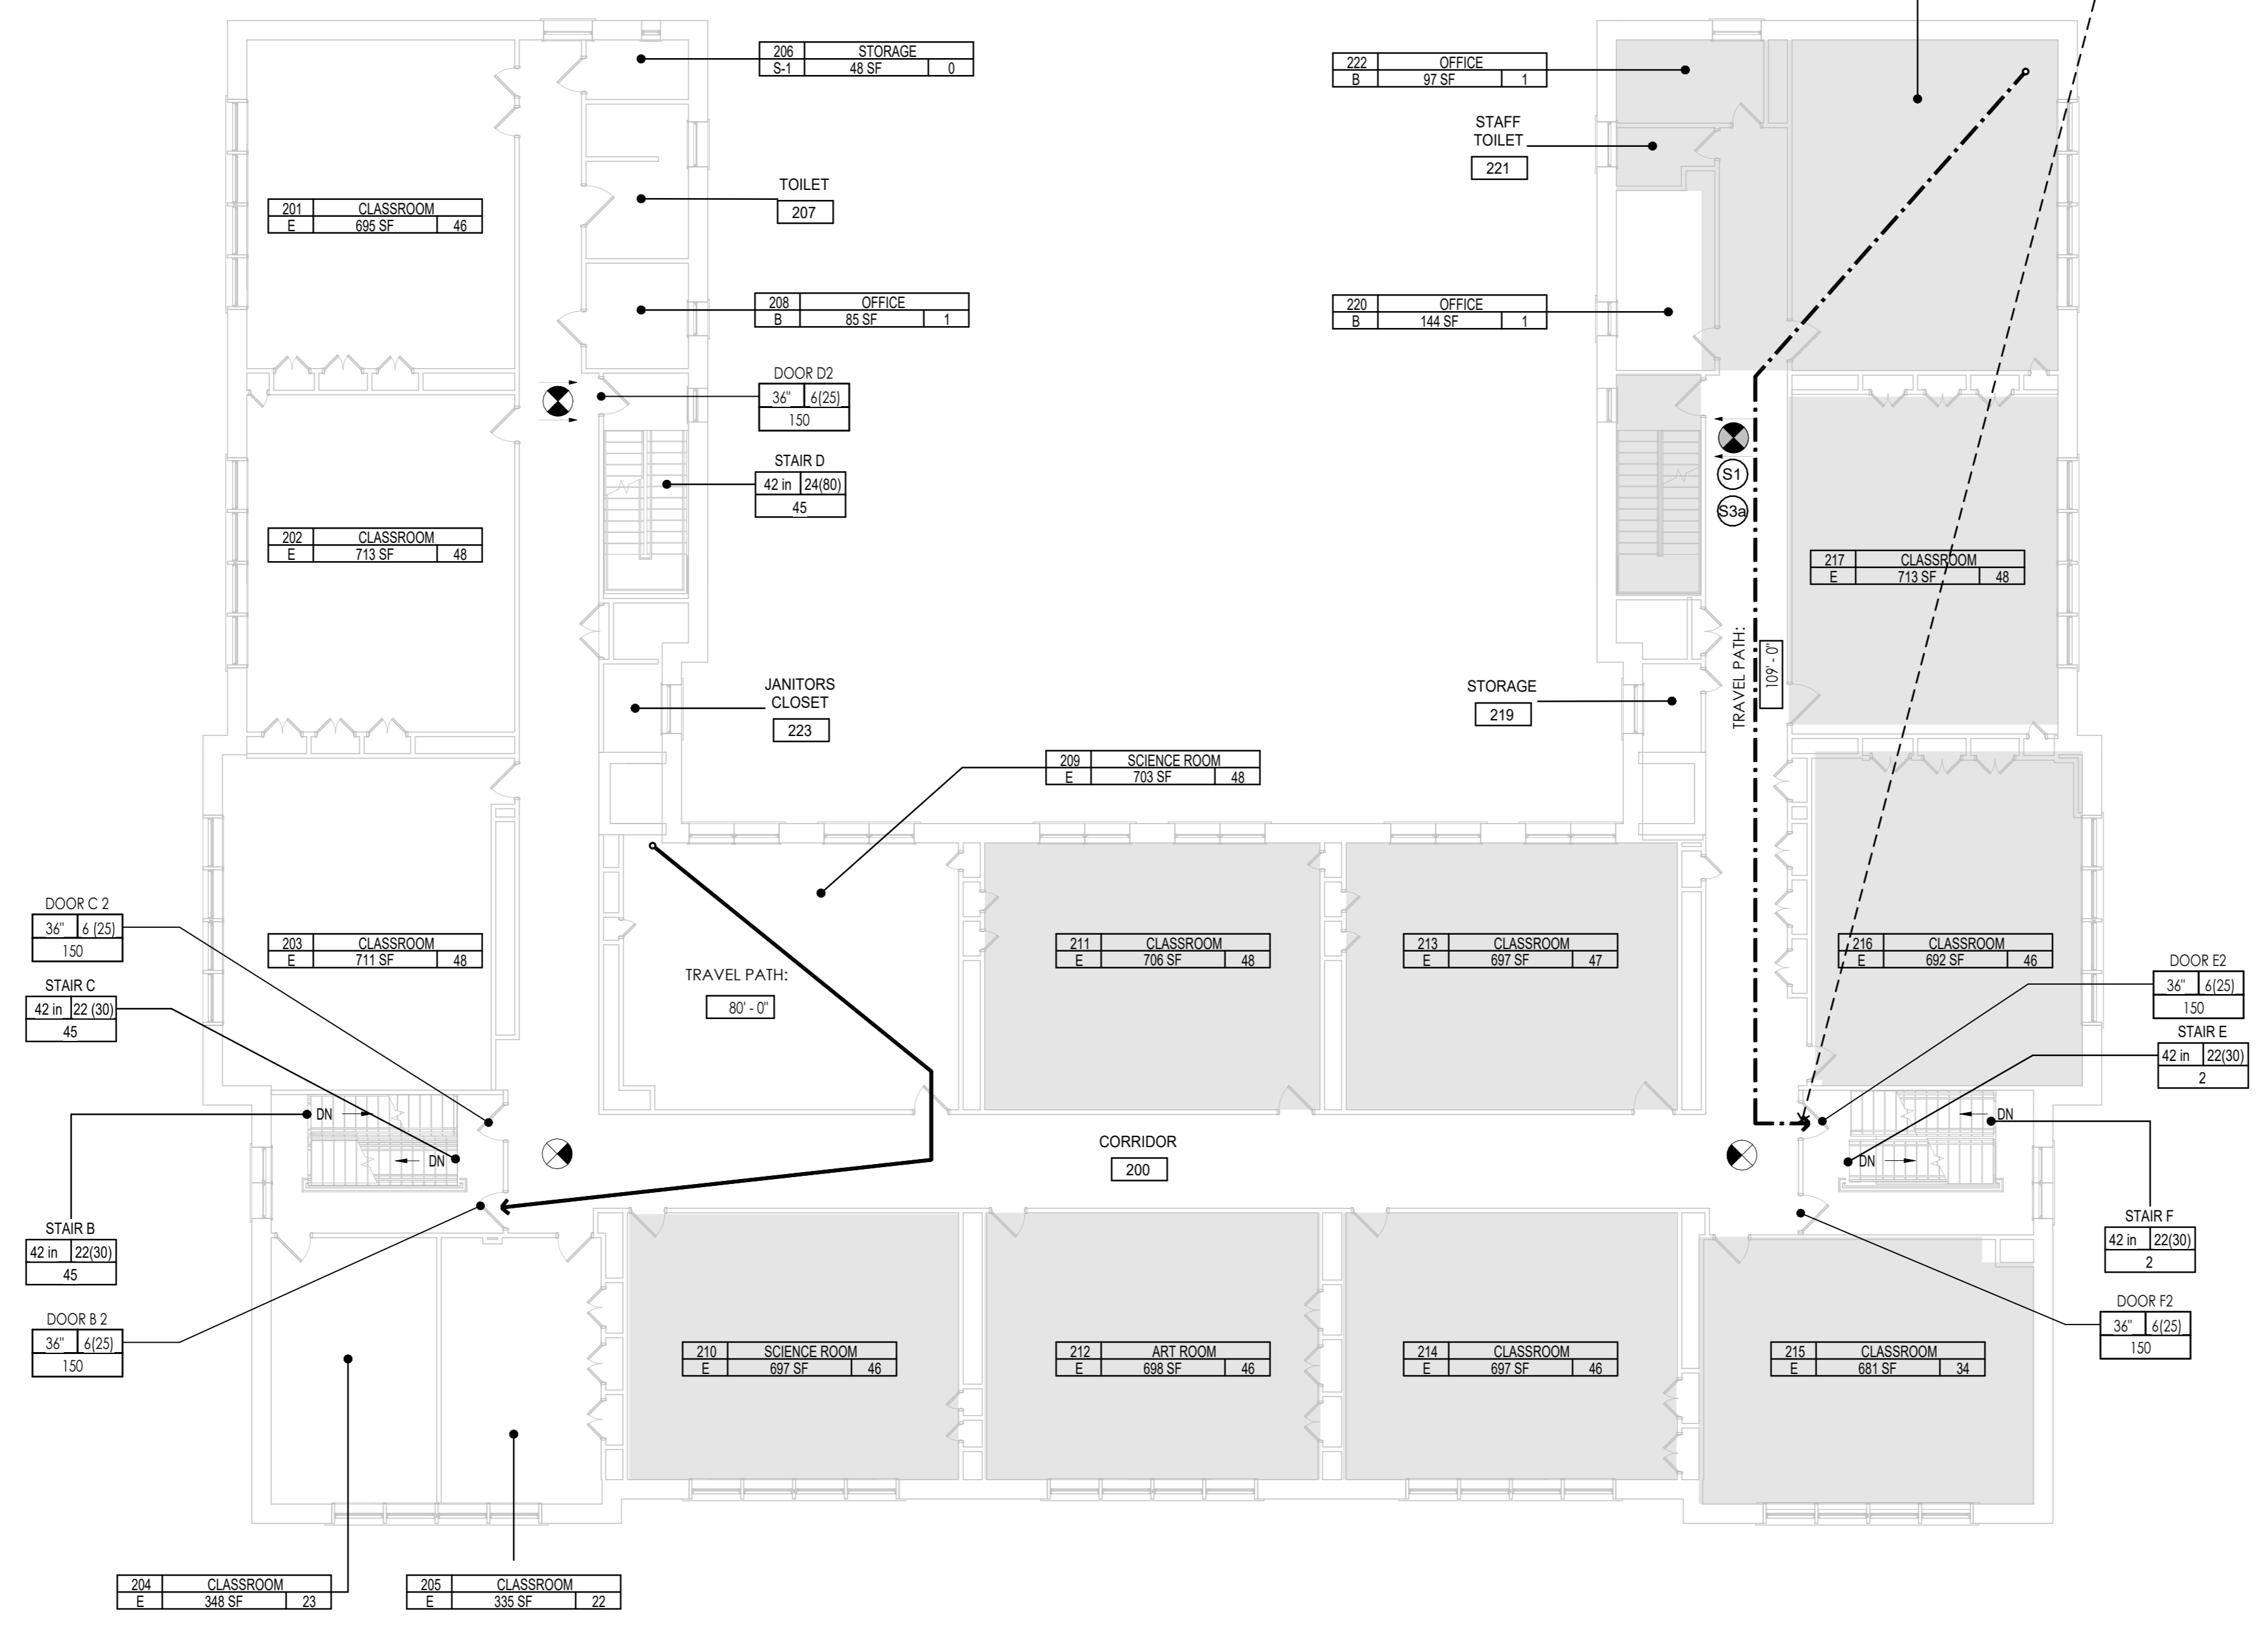 206 STORAGE
S-1 48 SF 0
222 OFFICE
B 97 SF 1
STAFF
TOILET
221
TOILET
207
201 CLASSROOM
E 695 SF 46
208 OFFICE
B 85 SF 1
220 OFFICE
B 144 SF 1
DOOR D2
36" 6(25)
150
STAIR D
42 in 24(80)
45
S1
S3a
202 CLASSROOM
E 713 SF 48
217 CLASSROOM
E 713 SF 48
TRAVEL PATH:
109' - 0"
JANITORS
CLOSET
223
STORAGE
219
209 SCIENCE ROOM
E 703 SF 48
DOOR C 2
36" 6 (25)
150
203 CLASSROOM
E 711 SF 48
211 CLASSROOM
E 706 SF 48
213 CLASSROOM
E 697 SF 47
216 CLASSROOM
E 692 SF 46
DOOR E2
36" 6(25)
150
TRAVEL PATH:
80' - 0"
STAIR C
42 in 22 (30)
45
STAIR E
42 in 22(30)
2
DN
DN
DN
DN
CORRIDOR
200
STAIR B
42 in 22(30)
45
STAIR F
42 in 22(30)
2
DOOR B 2
36" 6(25)
150
DOOR F2
36" 6(25)
150
210 SCIENCE ROOM
E 697 SF 46
212 ART ROOM
E 698 SF 46
214 CLASSROOM
E 697 SF 46
215 CLASSROOM
E 681 SF 34
204 CLASSROOM
E 348 SF 23
205 CLASSROOM
E 335 SF 22